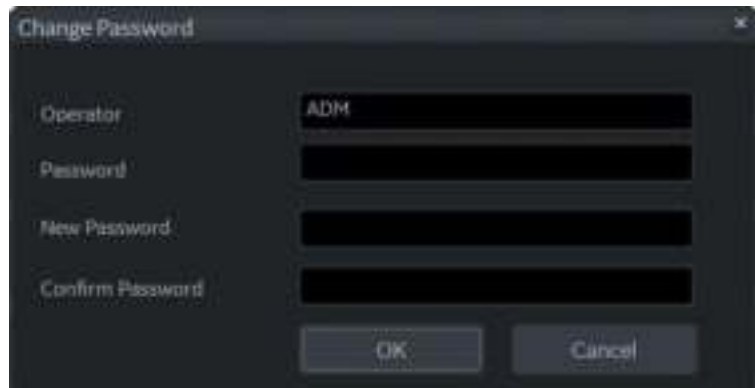 Change Password
Operator
ADM
Password
New Password
Confirm Password
OK
Cancel